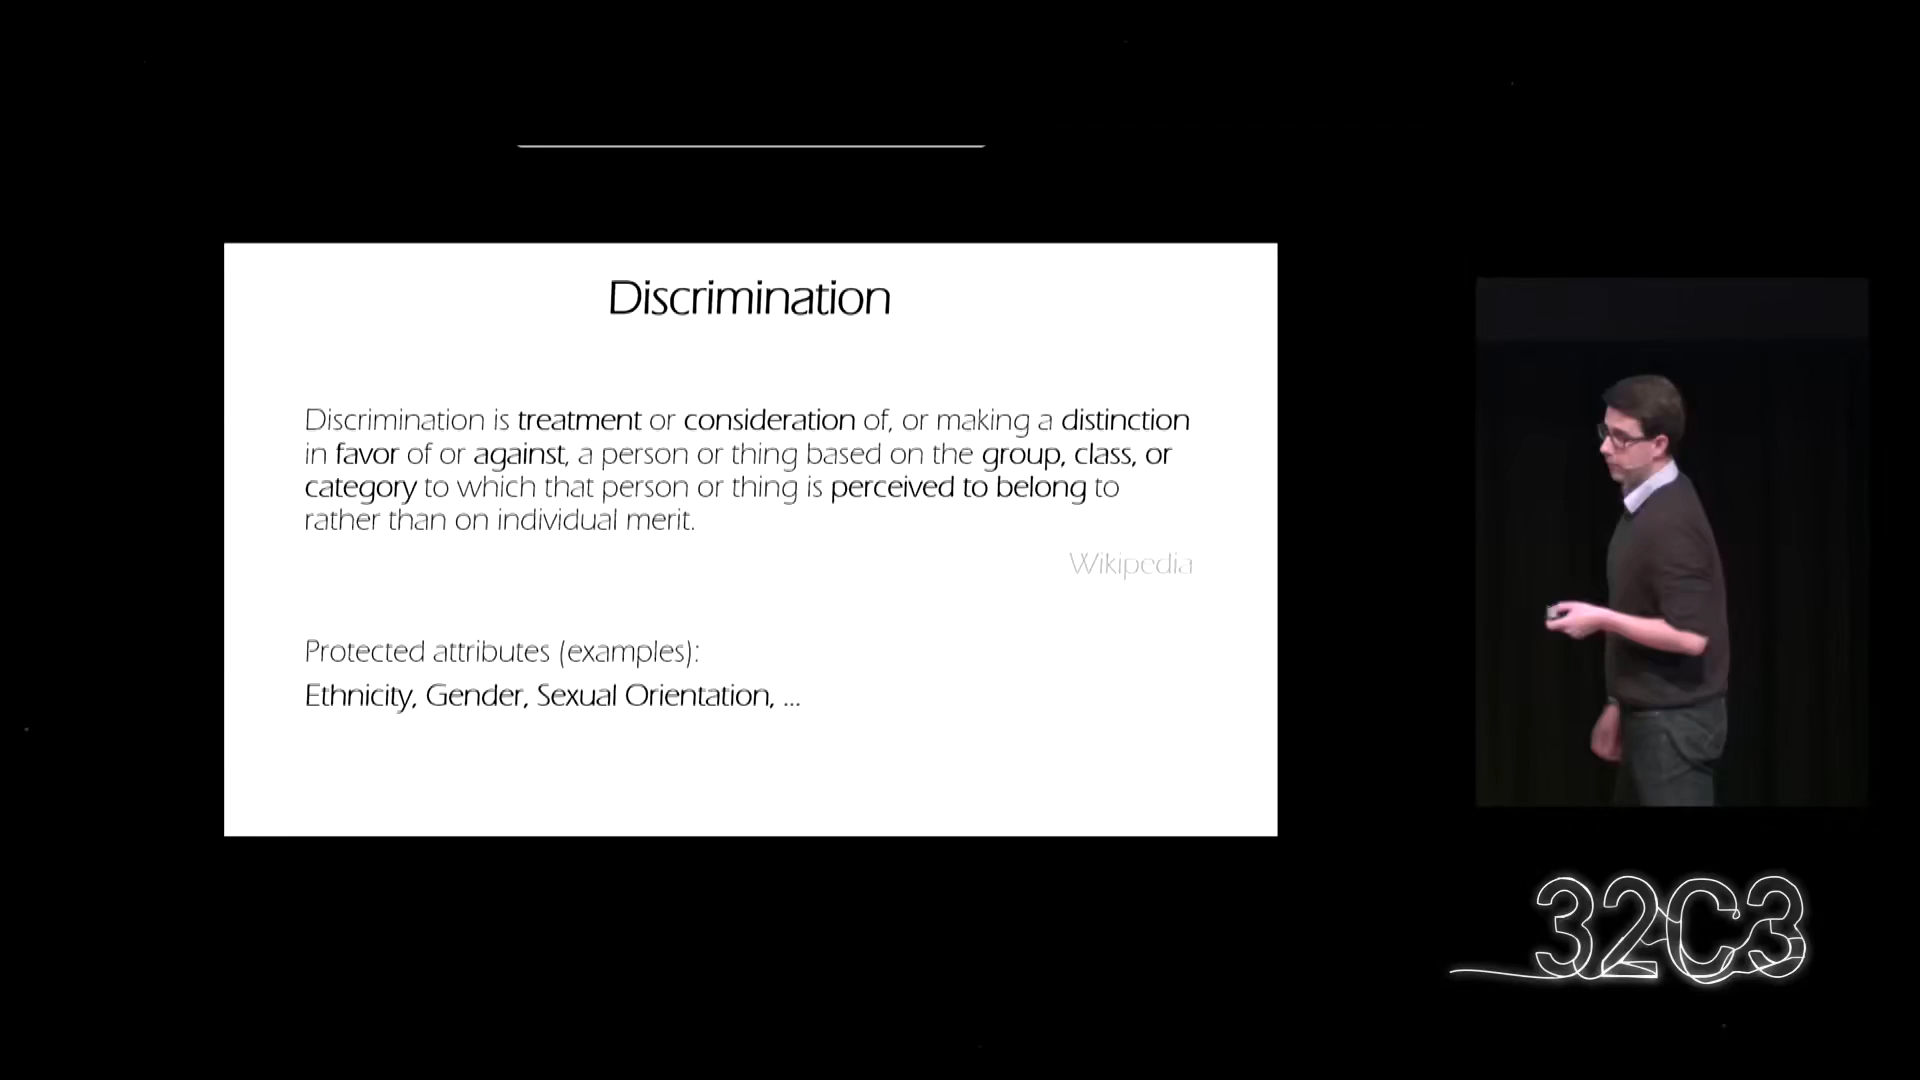 Discrimination
Discrimination is treatment or consideration of, or making a distinction
in favor of or against, a person or thing based on the group, class, or
category to which that person or thing is perceived to belong to
rather than on individual merit.
Wikipedia
Protected attributes (examples):
Ethnicity, Gender, Sexual Orientation, ...
32C3